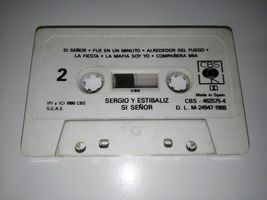 SI SEÑOR • FUE EN UN MINUTO • ALREDEDOR DEL FUEGO •
LA FIESTA • LA MAFIA SOY YO • COMPAÑERA MIA
CBS
2
Made in Spain
CBS
(P) y (C) 1988 CBS
S.G.A.E.
SERGIO Y ESTIBALIZ
SI SEÑOR
CBS - 462575-4
D. L. M-24947-1988